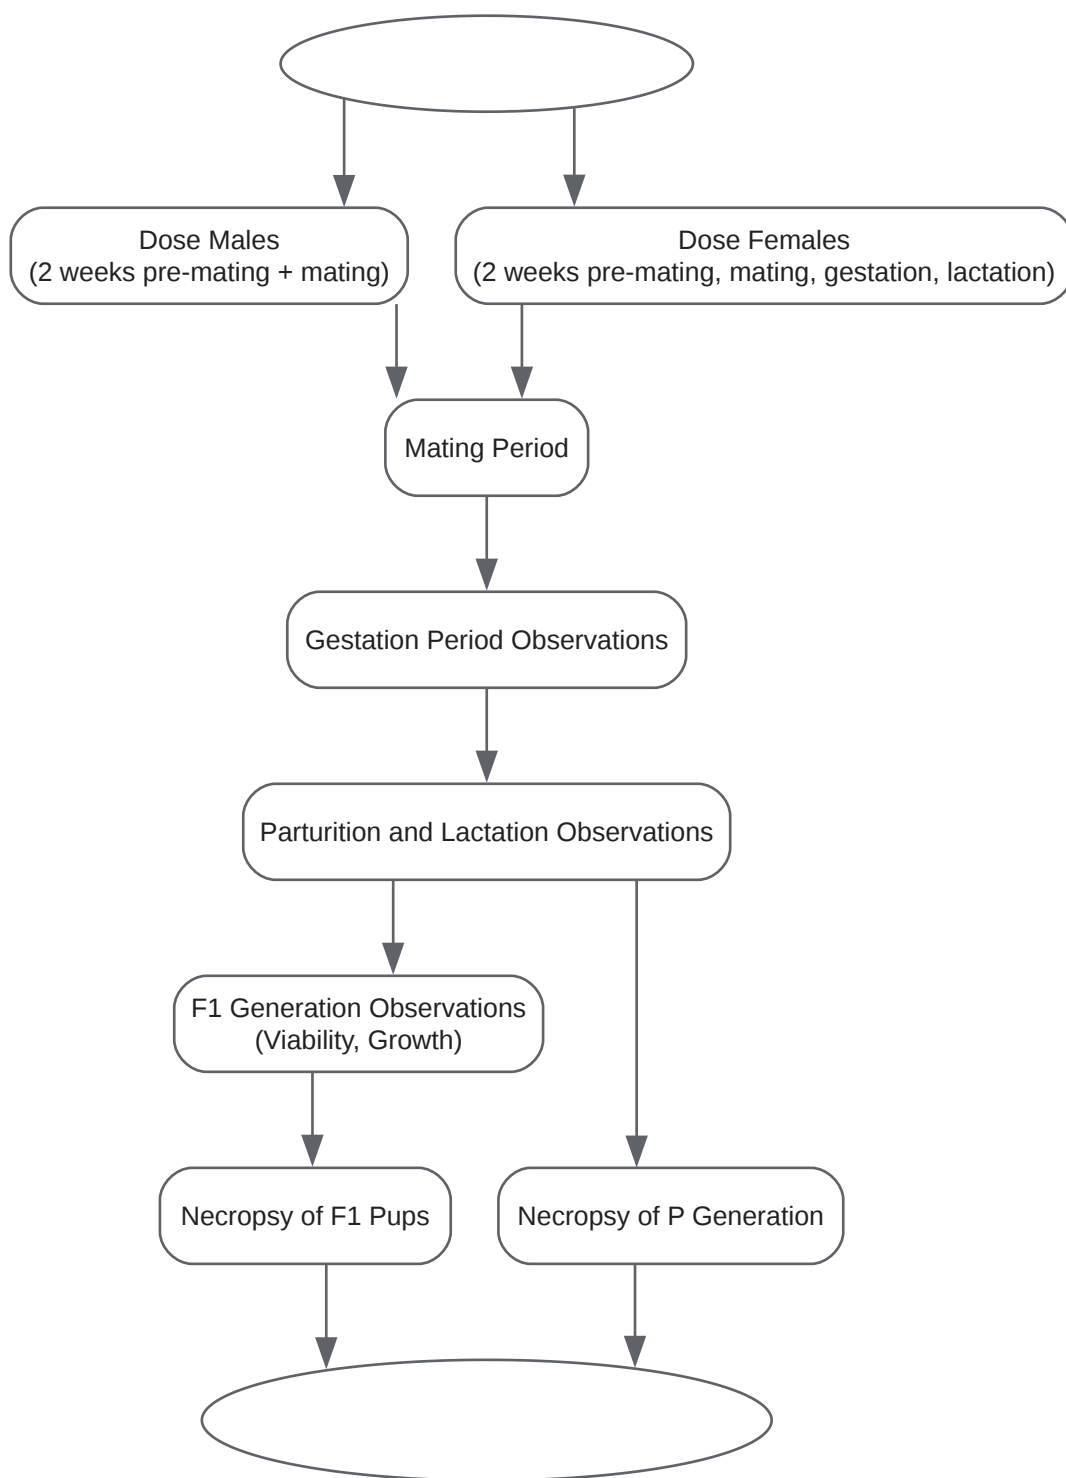 Dose Males
(2 weeks pre-mating + mating)
Dose Females
(2 weeks pre-mating, mating, gestation, lactation)
Mating Period
Gestation Period Observations
Parturition and Lactation Observations
F1 Generation Observations
(Viability, Growth)
Necropsy of F1 Pups
Necropsy of P Generation